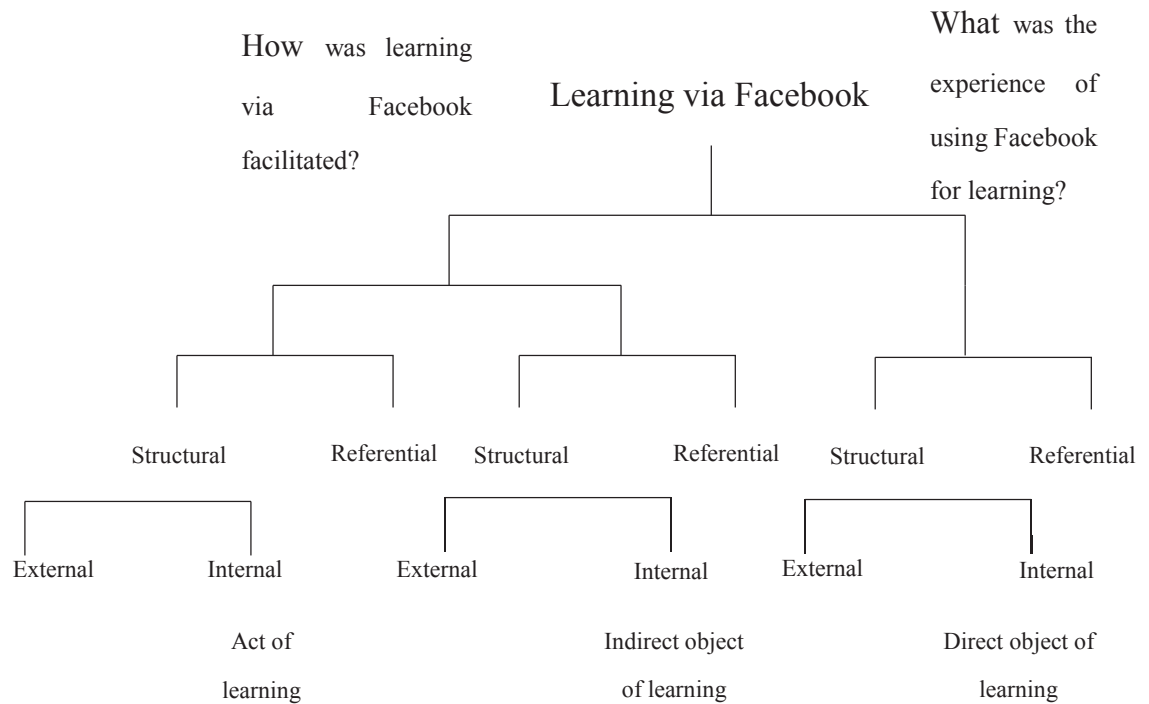 How was learning
via Facebook
facilitated?
Learning via Facebook
What was the
experience of
using Facebook
for learning?
Structural
Referential
Structural
Referential
Structural
Referential
External
Internal
External
Internal
External
Internal
Act of
learning
Indirect object
of learning
Direct object of
learning